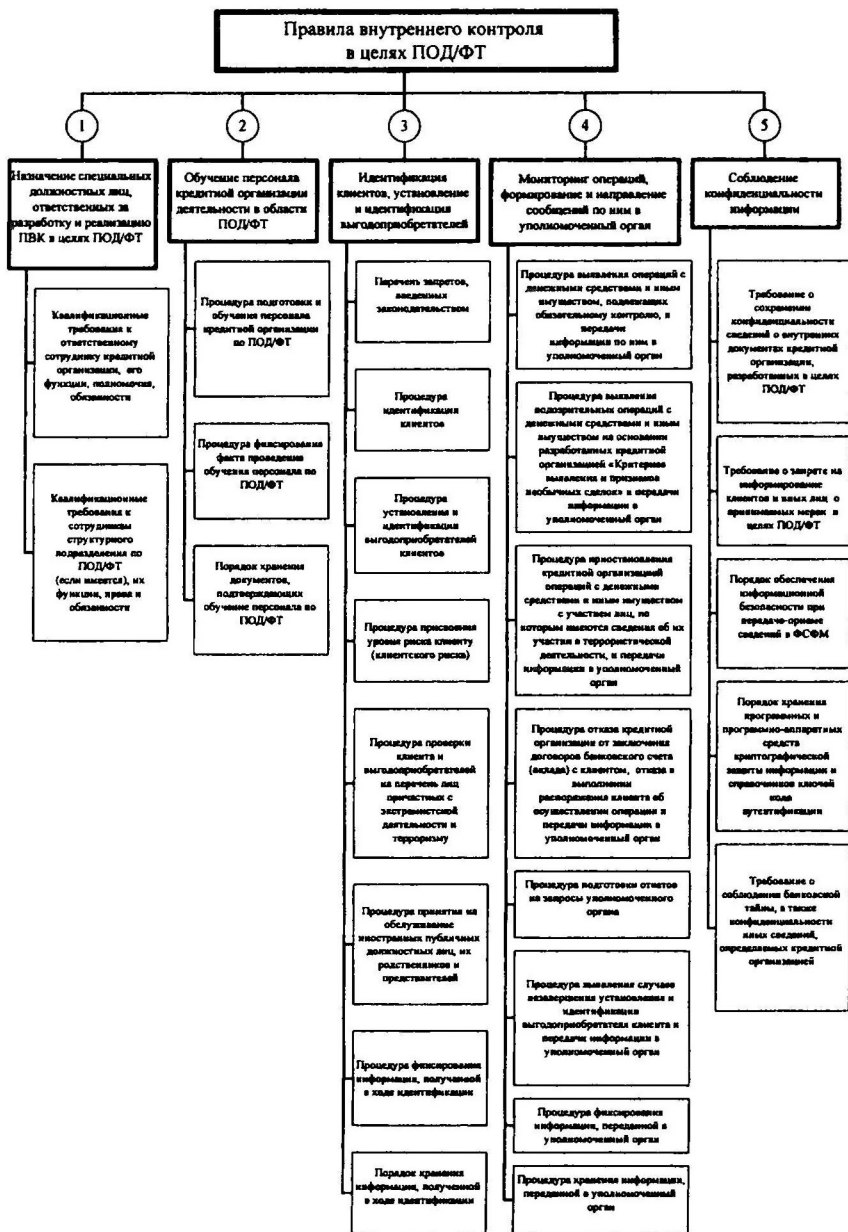 Правила внутреннего контроля
в целях ПОД/ФТ
1
2
3
4
5
Назначение специальных
должностных лиц,
ответственных за
разработку и реализацию
ПВК в целях ПОД/ФТ
Квалификационные
требования к
ответственному
сотруднику кредитной
организации, его
функции, полномочия,
обязанности
Квалификационные
требования к
сотрудникам
структурного
подразделения по
ПОД/ФТ
(если имеется), их
функции, права и
обязанности
Обучение персонала
кредитной организации
деятельности в области
ПОД/ФТ
Процедура подготовки и
обучения персонала
кредитной организации
по ПОД/ФТ
Процедура фиксирования
факта проведения
обучения персонала по
ПОД/ФТ
Порядок хранения
документов,
подтверждающих
обучение персонала по
ПОД/ФТ
Идентификация
клиентов, установление
и идентификация
выгодоприобретателей
Перечень запретов,
введенных
законодательством
Процедура
идентификации
клиентов
Процедура
установления и
идентификации
выгодоприобретателей
клиентов
Процедура присвоения
уровня риска клиенту
(клиентского риска)
Процедура проверки
клиента и
выгодоприобретателей
на перечень лиц
причастных с
экстремистской
деятельности и
терроризму
Процедура принятия на
обслуживание
иностранных публичных
должностных лиц, их
родственников и
представителей
Процедура фиксирования
информации, полученной
в ходе идентификации
Порядок хранения
информации, полученной
в ходе идентификации
Мониторинг операций,
формирование и направление
сообщений по ним в
уполномоченный орган
Процедура выявления операций с
денежными средствами и иным
имуществом, подлежащих
обязательному контролю, и
передачи
информации по ним в
уполномоченный орган
Процедура выявления
подозрительных операций с
денежными средствами и иным
имуществом на основании
разработанных кредитной
организацией «Критериев
выявления и признаков
необычных сделок» и передачи
информации в
уполномоченный орган
Процедура приостановления
кредитной организацией
операций с денежными
средствами и иным имуществом
с участием лиц, по
которым имеются сведения об их
участии в террористической
деятельности, и передачи
информации в уполномоченный
орган
Процедура отказа кредитной
организации от заключения
договоров банковского счета
(вклада) с клиентом, отказа в
выполнении
распоряжения клиента об
осуществлении операции и
передачи информации в
уполномоченный орган
Процедура подготовки ответов
на запросы уполномоченного
органа
Процедура выявления случаев
незавершения установления и
идентификации
выгодоприобретателя клиента и
передачи информации в
уполномоченный орган
Процедура фиксирования
информации, переданной в
уполномоченный орган
Процедура хранения информации,
переданной в уполномоченный
орган
Соблюдение
конфиденциальности
информации
Требование о
сохранении
конфиденциальности
сведений о внутренних
документах кредитной
организации,
разработанных в целях
ПОД/ФТ
Требование о запрете на
информирование
клиентов и иных лиц о
принимаемых мерах в
целях ПОД/ФТ
Порядок обеспечения
информационной
безопасности при
передаче-приеме
сведений в ФСФМ
Порядок хранения
программных и
программно-аппаратных
средств
криптографической
защиты информации и
справочников ключей
кода
аутентификации
Требование о
соблюдении банковской
тайны, а также
конфиденциальности
иных сведений,
определяемых кредитной
организацией